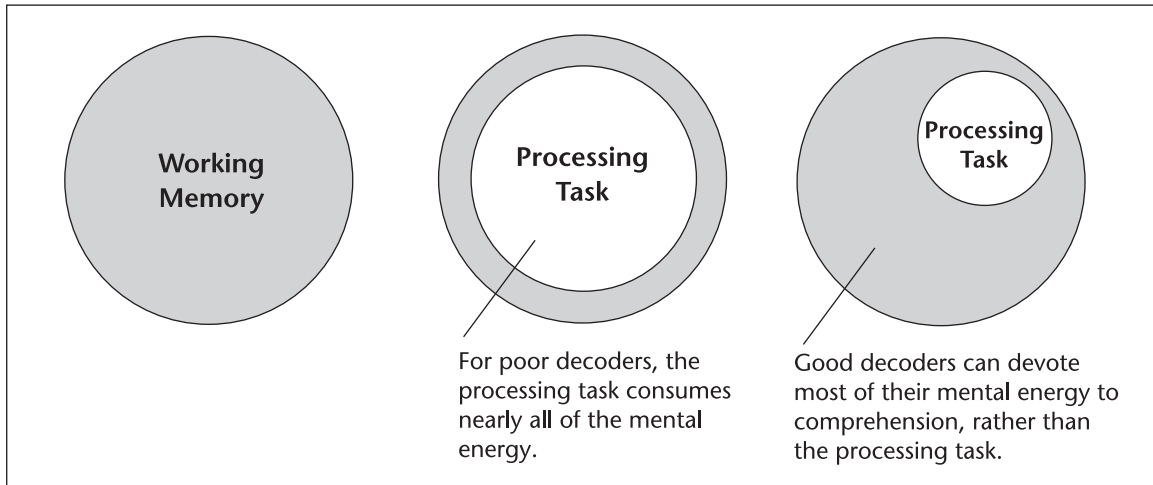 Working
Memory
Processing
Task
For poor decoders, the
processing task consumes
nearly all of the mental
energy.
Processing
Task
Good decoders can devote
most of their mental energy to
comprehension, rather than
the processing task.